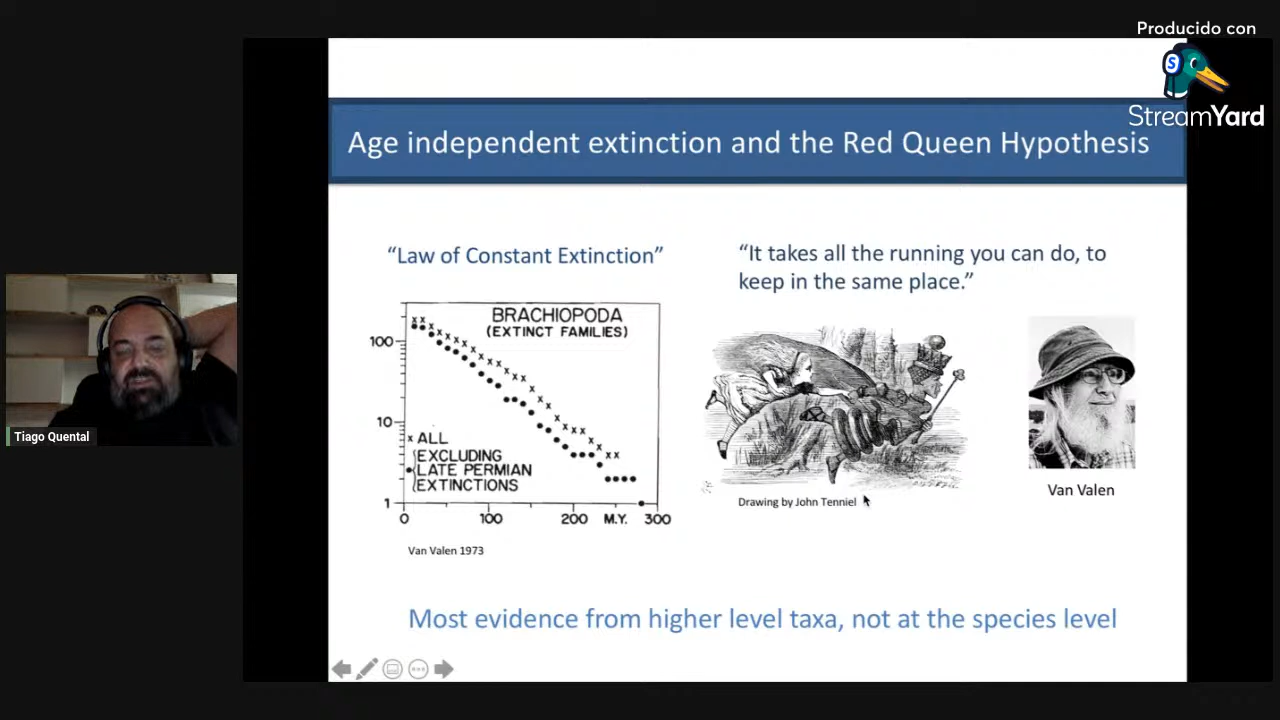 Producido con
StreamYard
Age independent extinction and the Red Queen Hypothesis
“Law of Constant Extinction”
“It takes all the running you can do, to
keep in the same place.”
BRACHIOPODA
(EXTINCT FAMILIES)
100
10
1
x ALL
EXCLUDING
LATE PERMIAN
EXTINCTIONS
0 100 200 M.Y. 300
Van Valen 1973
Drawing by John Tenniel
Van Valen
Tiago Quental
Most evidence from higher level taxa, not at the species level